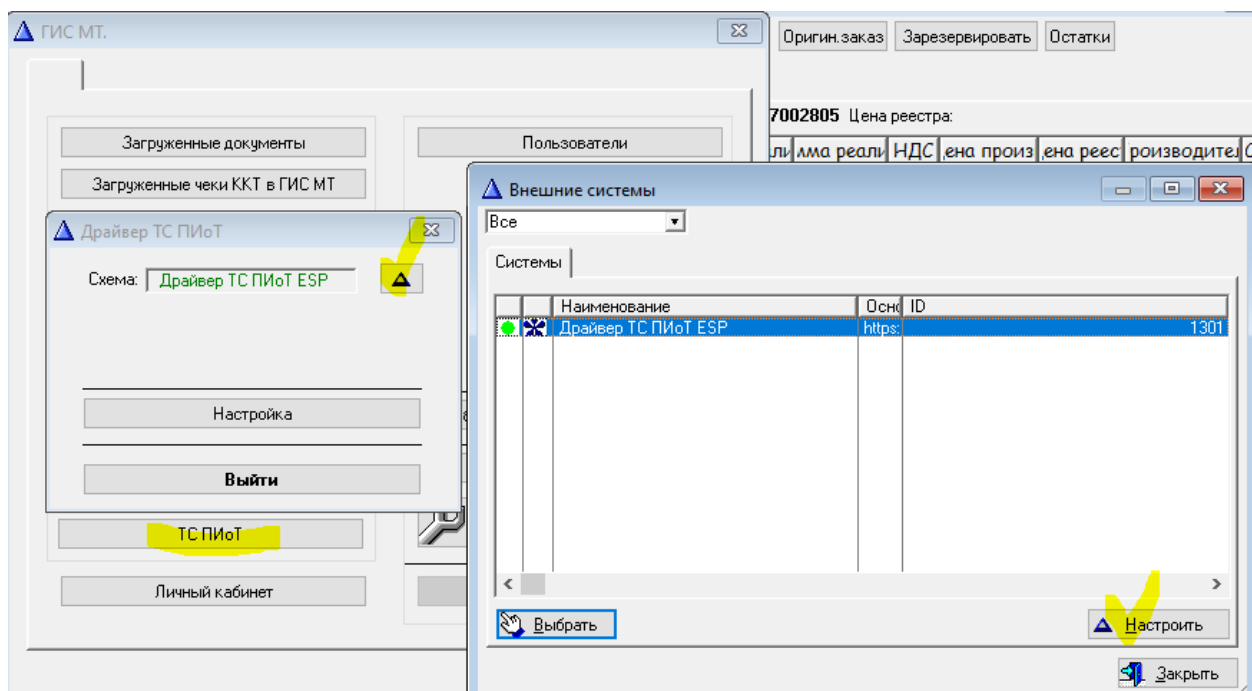 ГИС МТ.
Оригин.заказ Зарезервировать Остатки
7002805 Цена реестра:
Загруженные документы
Пользователи
НДС
Загруженные чеки ККТ в ГИС МТ
Внешние системы
Все
Драйвер ТС ПИоТ
Схема: Драйвер ТС ПИоТ ESP
Системы
Наименование Осн ID
Драйвер ТС ПИоТ ESP https: 1301
Настройка
Выйти
ТС ПИоТ
Личный кабинет
Выбрать
Настроить
Закрыть